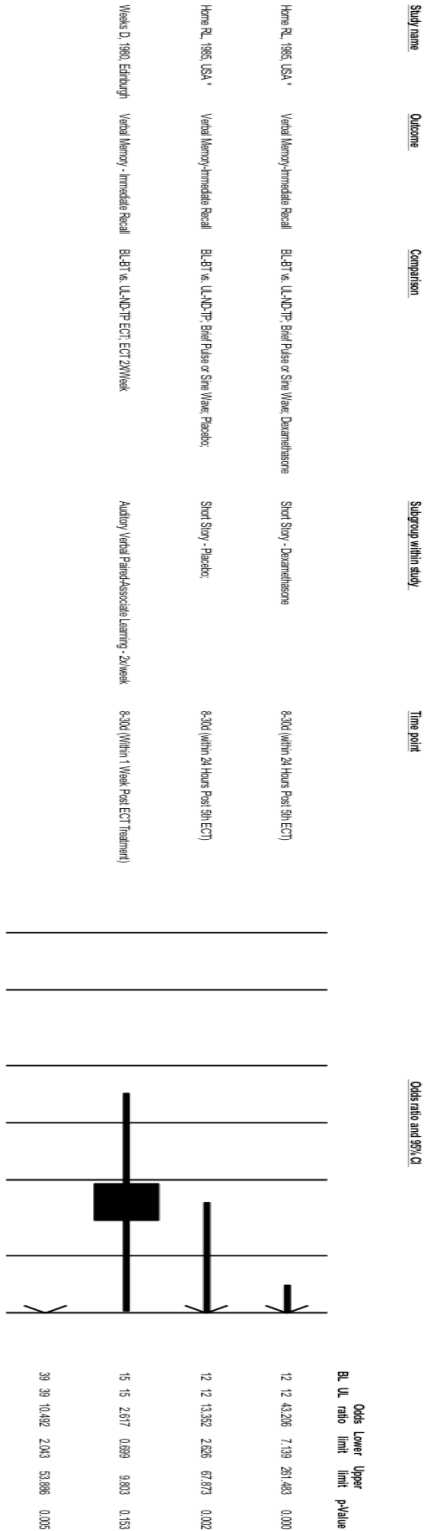 Study name Outcome Comparison Subgroup within study Time point Odds ratio and 95% CI
Odds Lower Upper
BL UL ratio limit limit p-Value
Horne RL, 1985, USA * Verbal Memory-Immediate Recall BL-BT vs. UL-ND-TP; Brief Pulse or Sine Wave; Dexamethasone Short Story - Dexamethasone 8-30d (within 24 Hours Post 5th ECT) 12 12 43.206 7.139 261.483 0.000
Horne RL, 1985, USA * Verbal Memory-Immediate Recall BL-BT vs. UL-ND-TP; Brief Pulse or Sine Wave; Placebo; Short Story - Placebo; 8-30d (within 24 Hours Post 5th ECT) 12 12 13.352 2.626 67.873 0.002
Weeks D, 1980, Edinburgh Verbal Memory - Immediate Recall BL-BT vs. UL-ND-TP ECT; ECT 2X/Week Auditory Verbal Paired-Associate Learning - 2x/week 8-30d (Within 1 Week Post ECT Treatment) 15 15 2.617 0.699 9.803 0.153
39 39 10.492 2.043 53.886 0.005